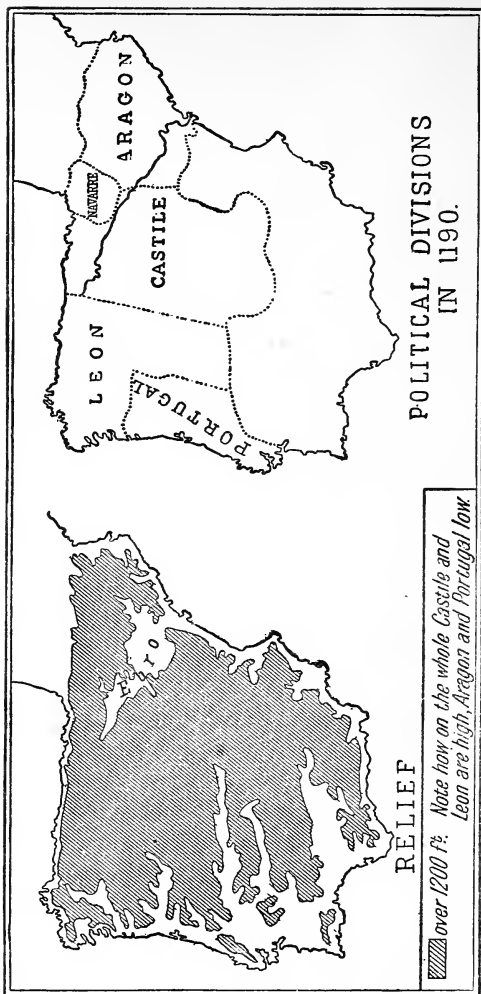 Ebro
RELIEF
over 1200 ft. Note how on the whole Castile and
Leon are high, Aragon and Portugal low.
LEON
NAVARRE
ARAGON
CASTILE
PORTUGAL
POLITICAL DIVISIONS
IN 1190.